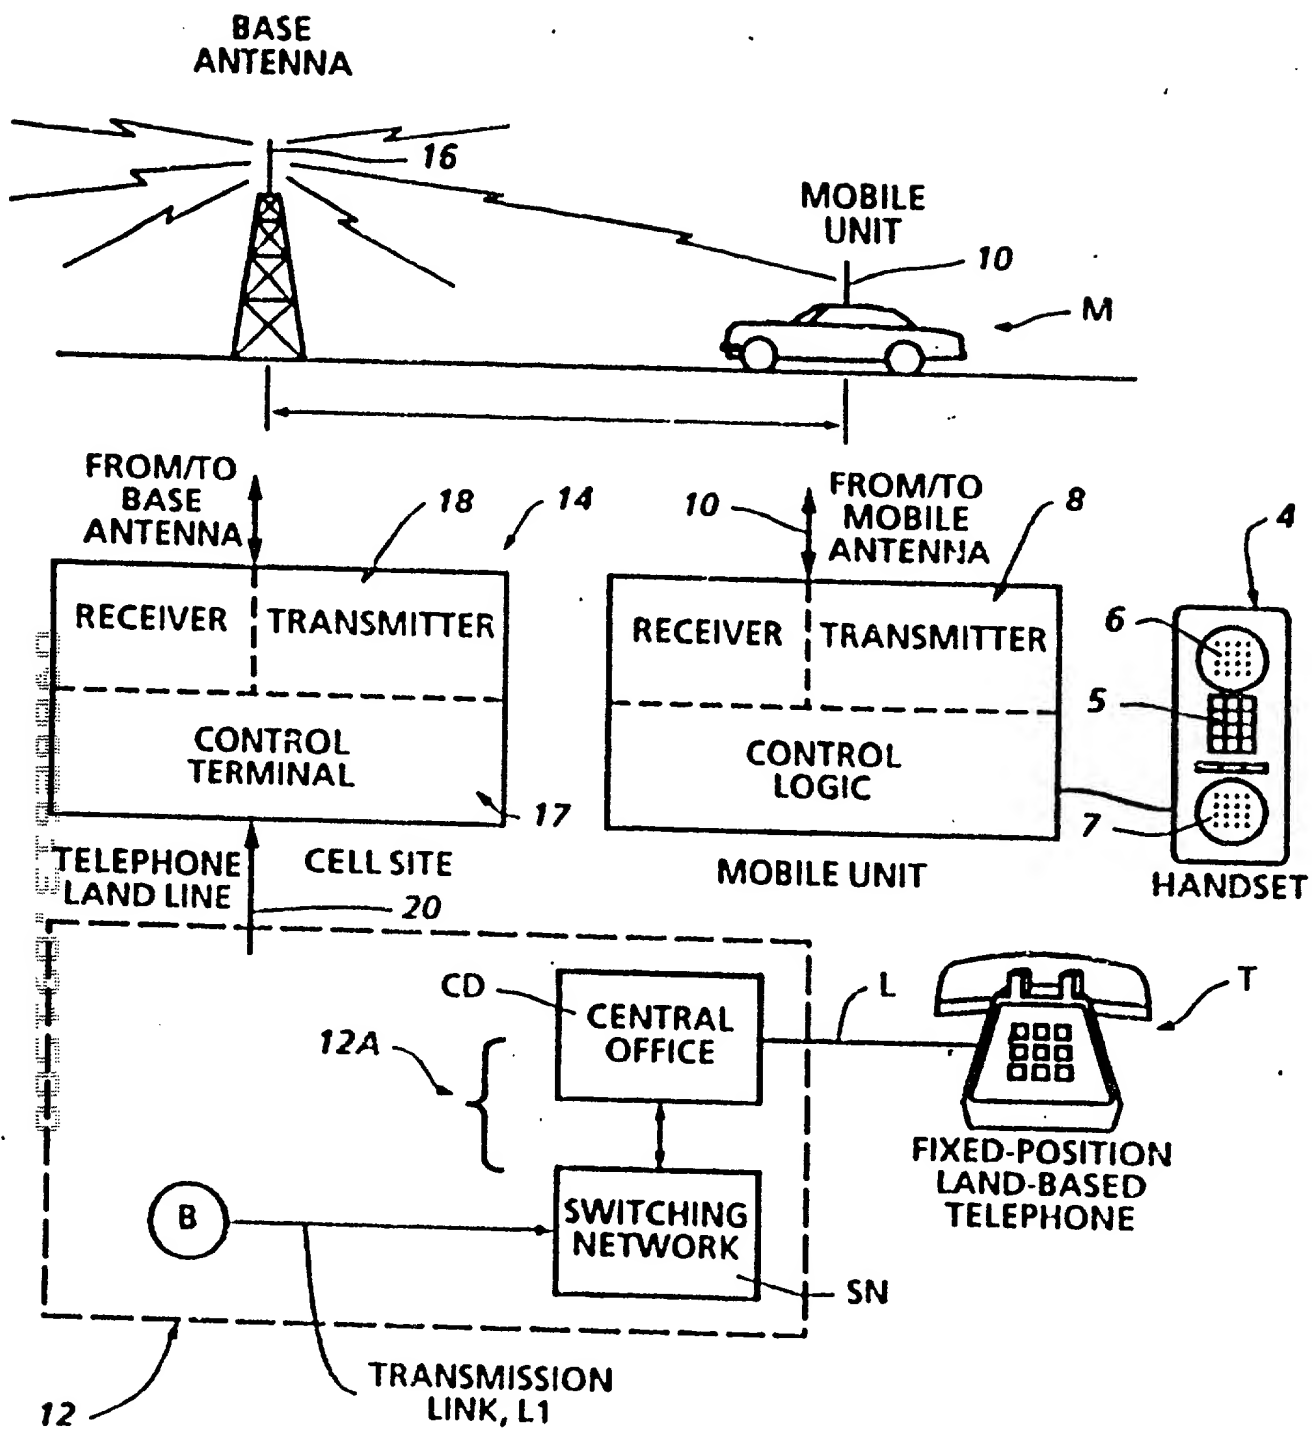 BASE
ANTENNA
16
MOBILE
UNIT
10
M
FROM/TO
BASE
ANTENNA
18
14
10
FROM/TO
MOBILE
ANTENNA
8
4
RECEIVER
TRANSMITTER
RECEIVER
TRANSMITTER
6
5
CONTROL
TERMINAL
CONTROL
LOGIC
17
7
TELEPHONE
LAND LINE
CELL SITE
MOBILE UNIT
HANDSET
20
CD
CENTRAL
OFFICE
L
T
12A
FIXED-POSITION
LAND-BASED
TELEPHONE
B
SWITCHING
NETWORK
SN
12
TRANSMISSION
LINK, L1